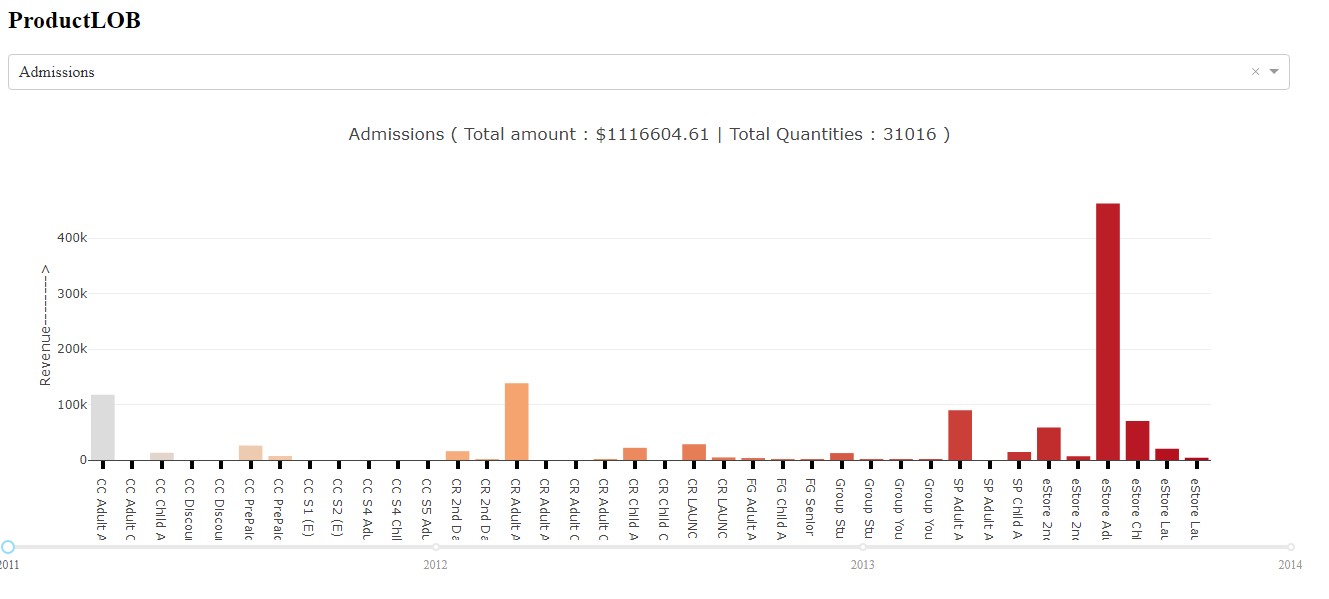 ProductLOB
Admissions
×
Admissions ( Total amount : $1116604.61 | Total Quantities : 31016 )
Revenue--------->
400k
300k
200k
100k
0
CC Adult A
CC Adult C
CC Child A
CC Discour
CC Discour
CC PrePaid
CC PrePaid
CC S1 (E)
CC S2 (E)
CC S4 Adu
CC S4 Chil
CC S5 Adu
CR 2nd Da
CR 2nd Da
CR Adult A
CR Adult A
CR Adult C
CR Adult C
CR Child A
CR Child C
CR LAUNC
CR LAUNC
FG Adult A
FG Child A
FG Senior
Group Stu
Group Stu
Group You
Group You
SP Adult A
SP Adult A
SP Child A
eStore 2nd
eStore 2nd
eStore Adu
eStore Chi
eStore Lau
eStore Lau
2011
2012
2013
2014